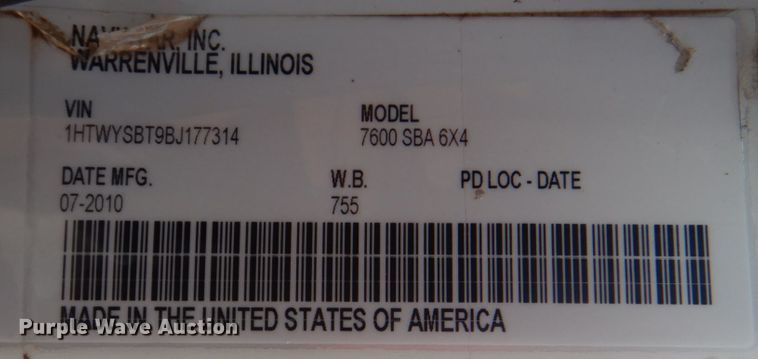 INC.
WARRENVILLE, ILLINOIS
VIN MODEL
1HTWYSBT9BJ177314 7600 SBA 6X4
DATE MFG. W.B. PD LOC - DATE
07-2010 755
MADE IN THE UNITED STATES OF AMERICA
Purple Wave Auction